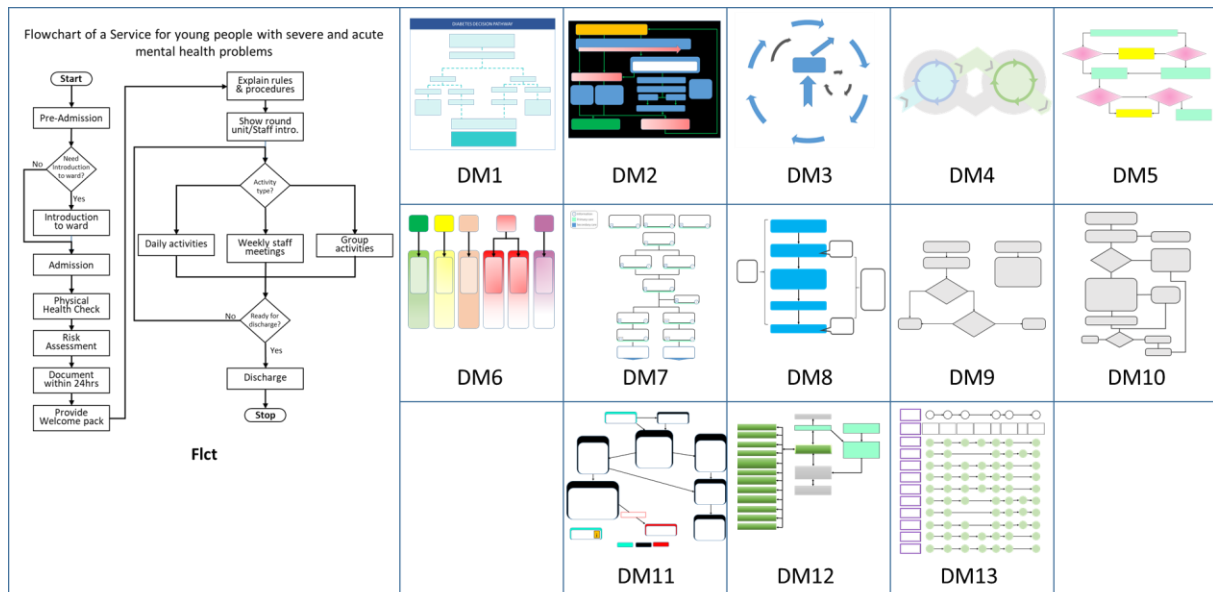 Flowchart of a Service for young people with severe and acute
mental health problems
Start
Pre-Admission
Need
Introduction
to ward?
No
Yes
Introduction
to ward
Admission
Physical
Health Check
Risk
Assessment
Document
within 24hrs
Provide
Welcome pack
Explain rules
& procedures
Show round
unit/Staff intro.
Activity
type?
Daily activities
Weekly staff
meetings
Group
activities
No
Ready for
discharge?
Yes
Discharge
Stop
Flct
DIABETES DECISION PATHWAY
DM1
DM2
DM3
DM4
DM5
DM6
DM7
DM8
DM9
DM10
DM11
DM12
DM13